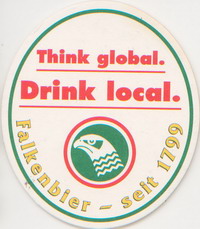 Think global.
Drink local.
Falkenbier – seit 1799